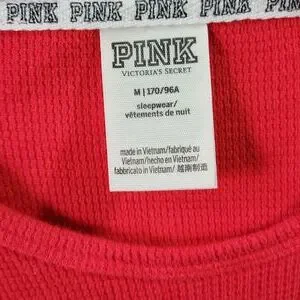 PINK PINK PINK PINK PINK PINK
PINK
VICTORIA'S SECRET
M | 170/96A
sleepwear/
vêtements de nuit
made in Vietnam/fabriqué au
Vietnam/hecho en Vietnam/
fabbricato in Vietnam/越南制造